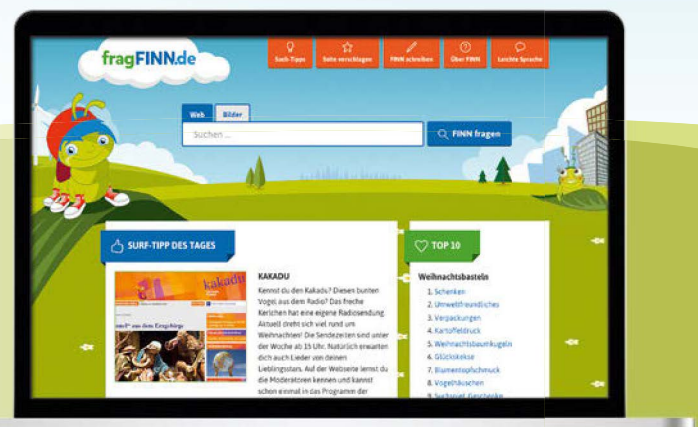 fragFINN.de
Such-Tipps
Seite vorschlagen
FINN schreiben
Über FINN
Leichte Sprache
Web
Bilder
Suchen ...
FINN fragen
SURF-TIPP DES TAGES
kakadu
KAKADU
Kennst du den Kakadu? Diesen bunten
Vogel aus dem Radio? Das freche
Kerlchen hat eine eigene Radiosendung.
Aktuell dreht sich viel rund um
Weihnachten! Die Sendezeiten sind unter
der Woche ab 15 Uhr. Natürlich erwarten
dich auch Lieder von deinen
Lieblingsstars. Auf der Webseite lernst du
die Moderatoren kennen und kannst
schon einmal in das Programm der
TOP 10
Weihnachtsbasteln
1. Schenken
2. Umweltfreundliches
3. Verpackungen
4. Kartoffeldruck
5. Weihnachtsbaumkugeln
6. Glückskekse
7. Blumentopfschmuck
8. Vogelhäuschen